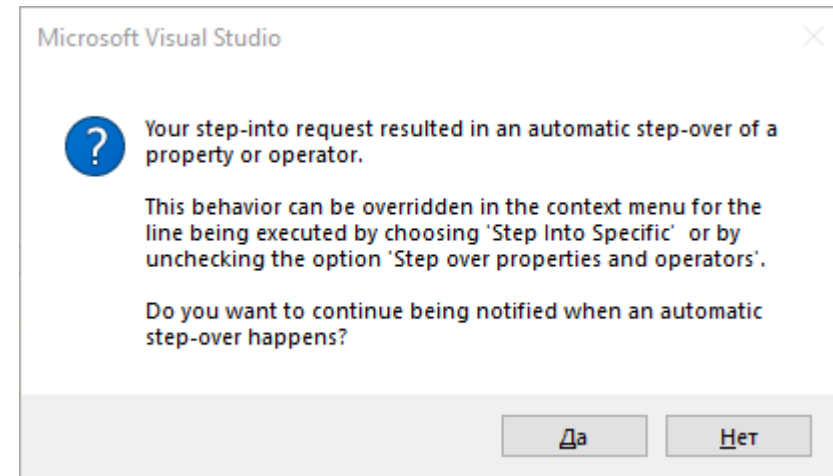 Microsoft Visual Studio
Your step-into request resulted in an automatic step-over of a
property or operator.
This behavior can be overridden in the context menu for the
line being executed by choosing 'Step Into Specific'  or by
unchecking the option 'Step over properties and operators'.
Do you want to continue being notified when an automatic
step-over happens?
Да
Нет